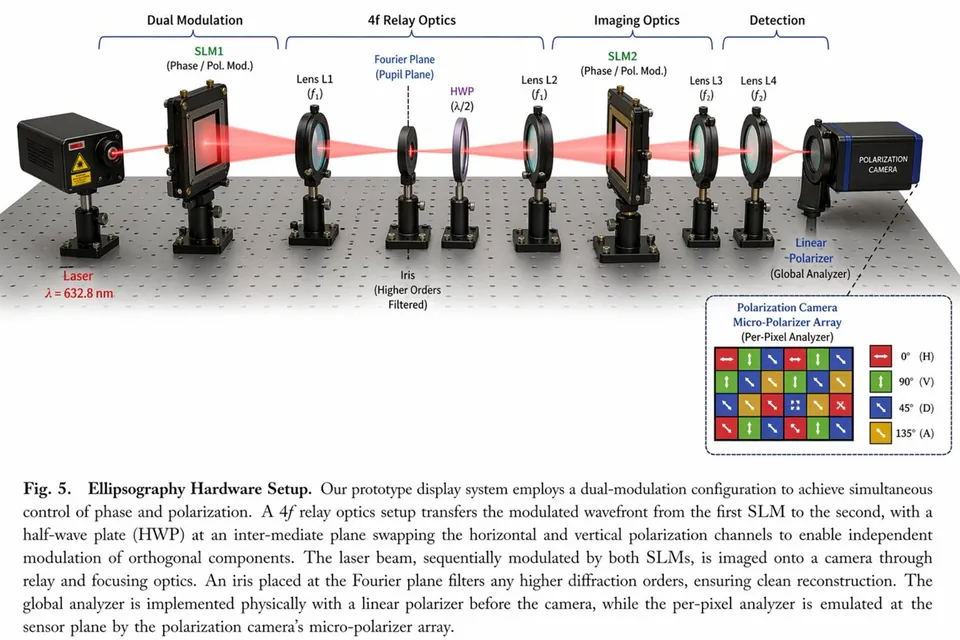 Dual Modulation
4f Relay Optics
Imaging Optics
Detection
SLM1
(Phase / Pol. Mod.)
Lens L1
(f₁)
Fourier Plane
(Pupil Plane)
HWP
(λ/2)
Lens L2
(f₁)
SLM2
(Phase / Pol. Mod.)
Lens L3
(f₂)
Lens L4
(f₂)
POLARIZATION
CAMERA
Laser
λ = 632.8 nm
Iris
(Higher Orders
Filtered)
Linear
-Polarizer
(Global Analyzer)
Polarization Camera
Micro-Polarizer Array
(Per-Pixel Analyzer)
0° (H)
90° (V)
45° (D)
135° (A)
Fig. 5. Ellipsography Hardware Setup. Our prototype display system employs a dual-modulation configuration to achieve simultaneous
control of phase and polarization. A 4f relay optics setup transfers the modulated wavefront from the first SLM to the second, with a
half-wave plate (HWP) at an inter-mediate plane swapping the horizontal and vertical polarization channels to enable independent
modulation of orthogonal components. The laser beam, sequentially modulated by both SLMs, is imaged onto a camera through
relay and focusing optics. An iris placed at the Fourier plane filters any higher diffraction orders, ensuring clean reconstruction. The
global analyzer is implemented physically with a linear polarizer before the camera, while the per-pixel analyzer is emulated at the
sensor plane by the polarization camera's micro-polarizer array.